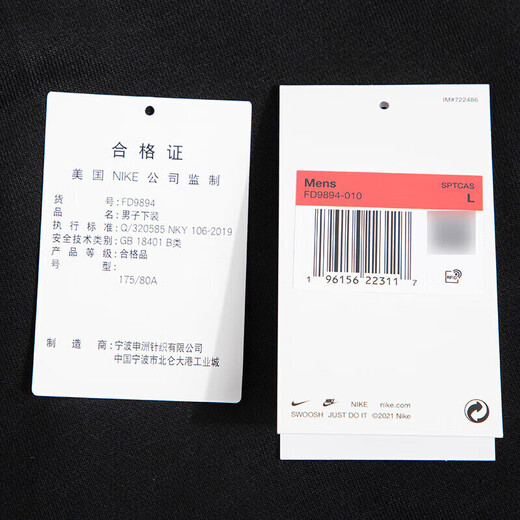 合格证
美国 NIKE 公司监制
货号:FD9894
品名:男子下装
执行标准:Q/320585 NKY 106-2019
安全技术类别:GB 18401 B类
产品等级:合格品
号型:
175/80A
制造商:宁波申洲针织有限公司
中国宁波市北仑大港工业城
IM#722486
Mens SPTCAS
FD9894-010 L
1 96156 22311 7
RFID
NIKE nike.com
SWOOSH JUST DO IT ©2021 Nike